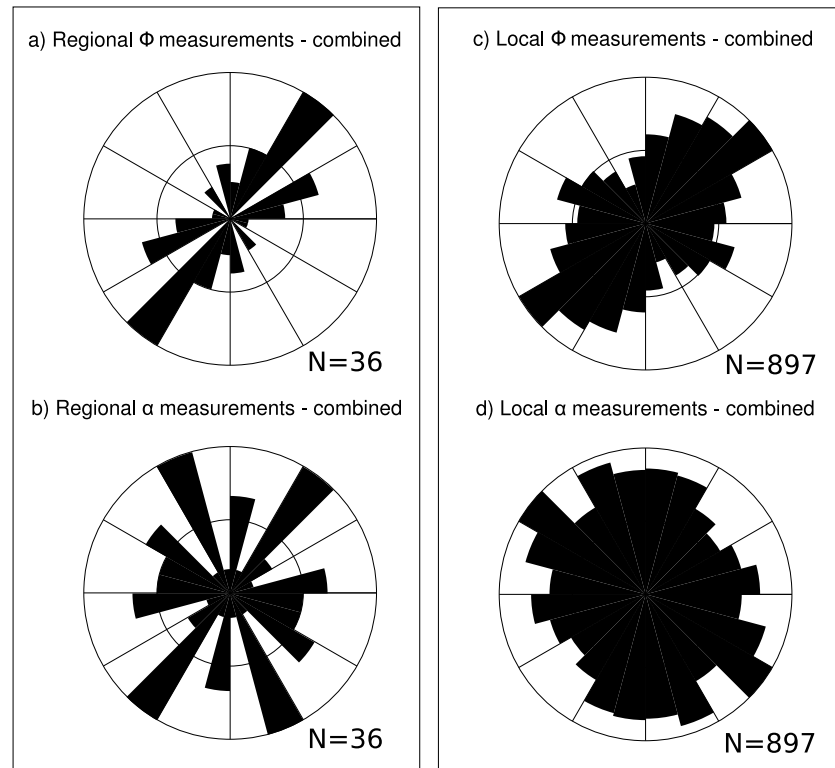 a) Regional Φ measurements - combined
N=36
b) Regional α measurements - combined
N=36
c) Local Φ measurements - combined
N=897
d) Local α measurements - combined
N=897